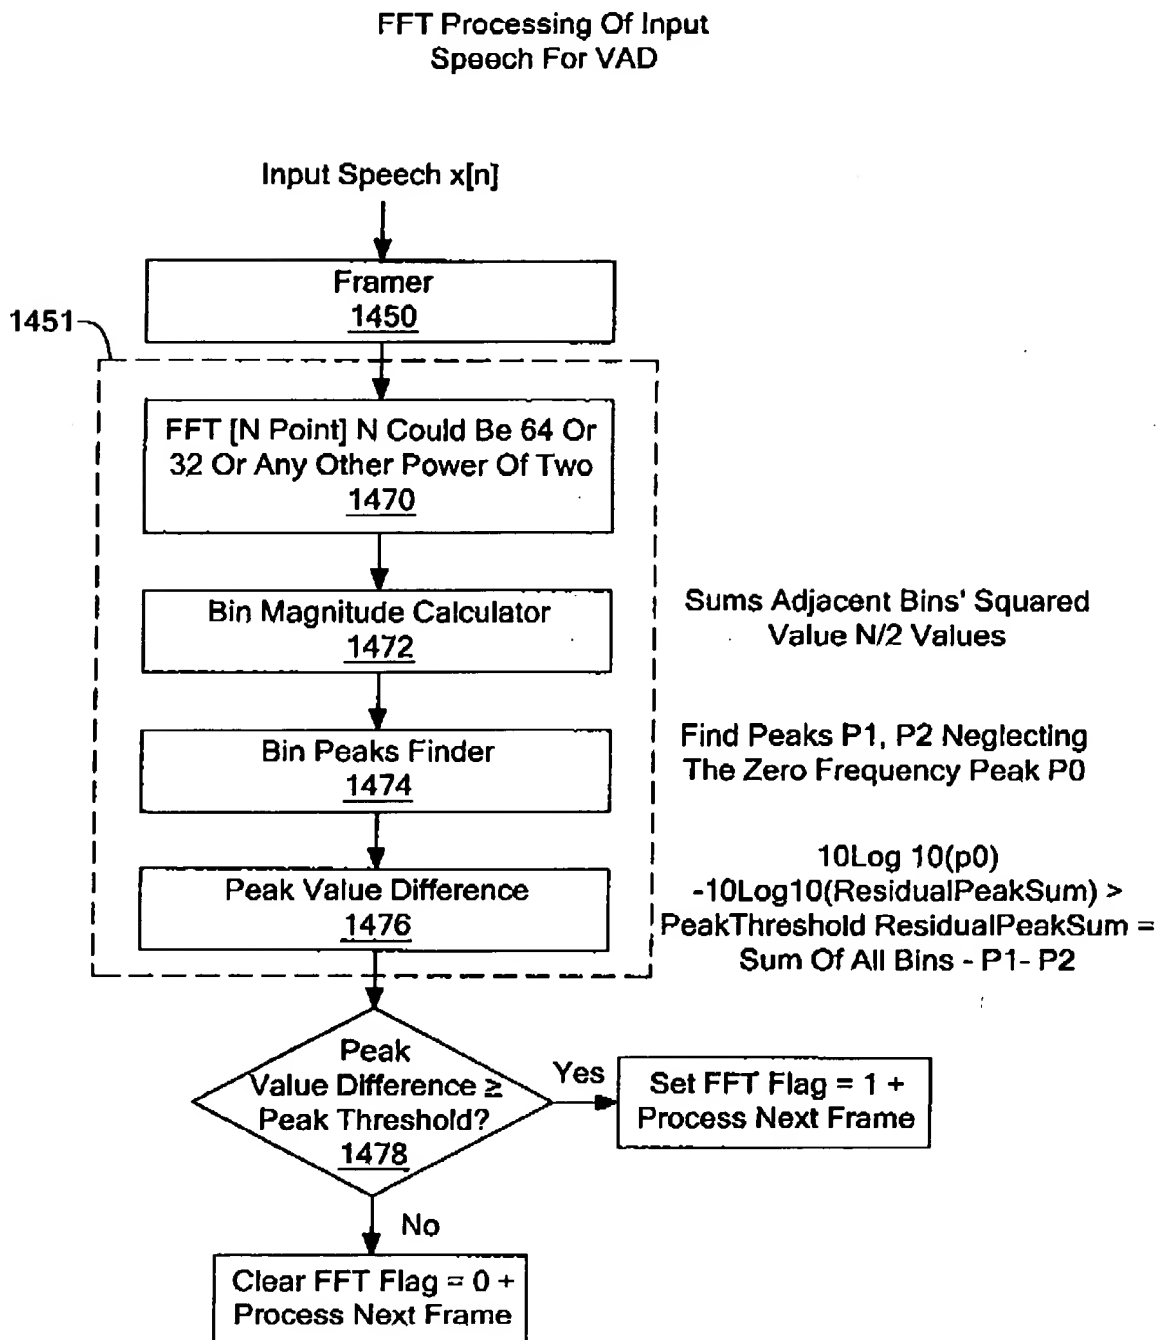 FFT Processing Of Input
Speech For VAD
Input Speech x[n]
Framer
1450
1451
FFT [N Point] N Could Be 64 Or
32 Or Any Other Power Of Two
1470
Bin Magnitude Calculator
1472
Sums Adjacent Bins' Squared
Value N/2 Values
Bin Peaks Finder
1474
Find Peaks P1, P2 Neglecting
The Zero Frequency Peak P0
Peak Value Difference
1476
10Log 10(p0)
-10Log10(ResidualPeakSum) >
PeakThreshold ResidualPeakSum =
Sum Of All Bins - P1- P2
Peak
Value Difference ≥
Peak Threshold?
1478
Yes
Set FFT Flag = 1 +
Process Next Frame
No
Clear FFT Flag = 0 +
Process Next Frame